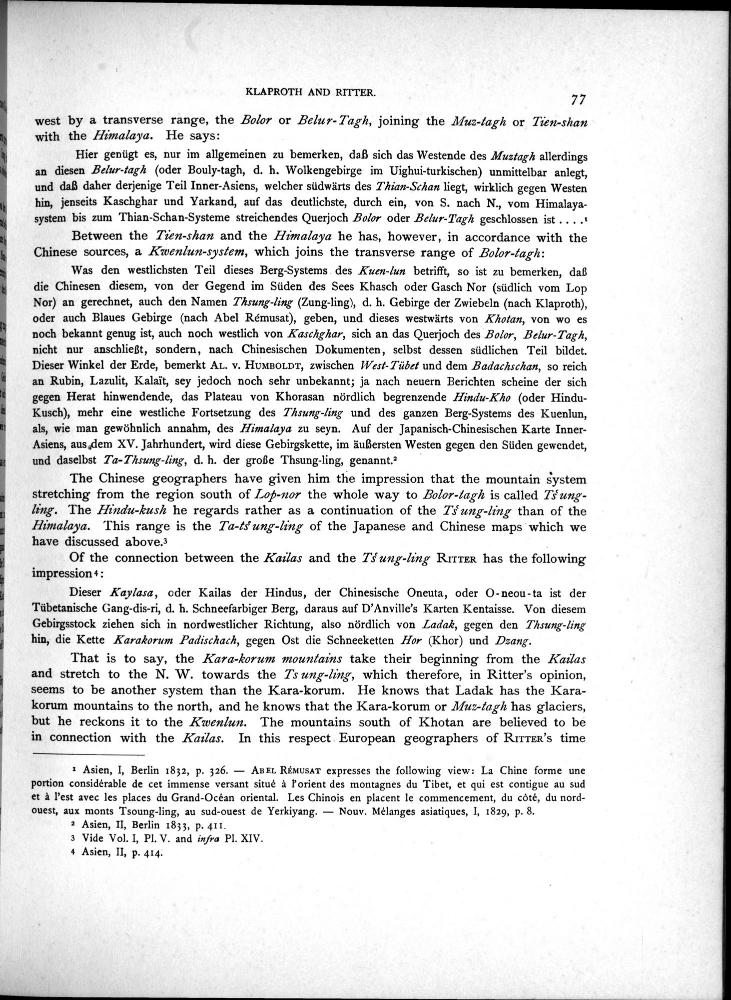 KLAPROTH AND RITTER.
77
west by a transverse range, the Bolor or Belur-Tagh, joining the Muz-tagh or Tien-shan
with the Himalaya. He says:
Hier genügt es, nur im allgemeinen zu bemerken, daß sich das Westende des Muztagh allerdings
an diesen Belur-tagh (oder Bouly-tagh, d. h. Wolkengebirge im Uighui-turkischen) unmittelbar anlegt,
und daß daher derjenige Teil Inner-Asiens, welcher südwärts des Thian-Schan liegt, wirklich gegen Westen
hin, jenseits Kaschghar und Yarkand, auf das deutlichste, durch ein, von S. nach N., vom Himalaya-
system bis zum Thian-Schan-Systeme streichendes Querjoch Bolor oder Belur-Tagh geschlossen ist . . . .¹
Between the Tien-shan and the Himalaya he has, however, in accordance with the
Chinese sources, a Kwenlun-system, which joins the transverse range of Bolor-tagh:
Was den westlichsten Teil dieses Berg-Systems des Kuen-lun betrifft, so ist zu bemerken, daß
die Chinesen diesem, von der Gegend im Süden des Sees Khasch oder Gasch Nor (südlich vom Lop
Nor) an gerechnet, auch den Namen Thsung-ling (Zung-ling), d. h. Gebirge der Zwiebeln (nach Klaproth),
oder auch Blaues Gebirge (nach Abel Rémusat), geben, und dieses westwärts von Khotan, von wo es
noch bekannt genug ist, auch noch westlich von Kaschghar, sich an das Querjoch des Bolor, Belur-Tagh,
nicht nur anschließt, sondern, nach Chinesischen Dokumenten, selbst dessen südlichen Teil bildet.
Dieser Winkel der Erde, bemerkt AL. v. HUMBOLDT, zwischen West-Tübet und dem Badachschan, so reich
an Rubin, Lazulit, Kalaït, sey jedoch noch sehr unbekannt; ja nach neuern Berichten scheine der sich
gegen Herat hinwendende, das Plateau von Khorasan nördlich begrenzende Hindu-Kho (oder Hindu-
Kusch), mehr eine westliche Fortsetzung des Thsung-ling und des ganzen Berg-Systems des Kuenlun,
als, wie man gewöhnlich annahm, des Himalaya zu seyn. Auf der Japanisch-Chinesischen Karte Inner-
Asiens, aus dem XV. Jahrhundert, wird diese Gebirgskette, im äußersten Westen gegen den Süden gewendet,
und daselbst Ta-Thsung-ling, d. h. der große Thsung-ling, genannt.²
The Chinese geographers have given him the impression that the mountain system
stretching from the region south of Lop-nor the whole way to Bolor-tagh is called Tś'ung-
ling. The Hindu-kush he regards rather as a continuation of the Tś'ung-ling than of the
Himalaya. This range is the Ta-tś'ung-ling of the Japanese and Chinese maps which we
have discussed above.³
Of the connection between the Kailas and the Tś'ung-ling RITTER has the following
impression⁴:
Dieser Kaylasa, oder Kailas der Hindus, der Chinesische Oneuta, oder O-neou-ta ist der
Tübetanische Gang-dis-ri, d. h. Schneefarbiger Berg, daraus auf D'Anville's Karten Kentaisse. Von diesem
Gebirgsstock ziehen sich in nordwestlicher Richtung, also nördlich von Ladak, gegen den Thsung-ling
hin, die Kette Karakorum Padischach, gegen Ost die Schneeketten Hor (Khor) und Dzang.
That is to say, the Kara-korum mountains take their beginning from the Kailas
and stretch to the N. W. towards the Ts ung-ling, which therefore, in Ritter's opinion,
seems to be another system than the Kara-korum. He knows that Ladak has the Kara-
korum mountains to the north, and he knows that the Kara-korum or Muz-tagh has glaciers,
but he reckons it to the Kwenlun. The mountains south of Khotan are believed to be
in connection with the Kailas. In this respect European geographers of RITTER's time
¹ Asien, I, Berlin 1832, p. 326. — ABEL RÉMUSAT expresses the following view: La Chine forme une
portion considérable de cet immense versant situé à l'orient des montagnes du Tibet, et qui est contigue au sud
et à l'est avec les places du Grand-Océan oriental. Les Chinois en placent le commencement, du côté, du nord-
ouest, aux monts Tsoung-ling, au sud-ouest de Yerkiyang. — Nouv. Mélanges asiatiques, I, 1829, p. 8.
² Asien, II, Berlin 1833, p. 411.
³ Vide Vol. I, Pl. V. and infra Pl. XIV.
⁴ Asien, II, p. 414.